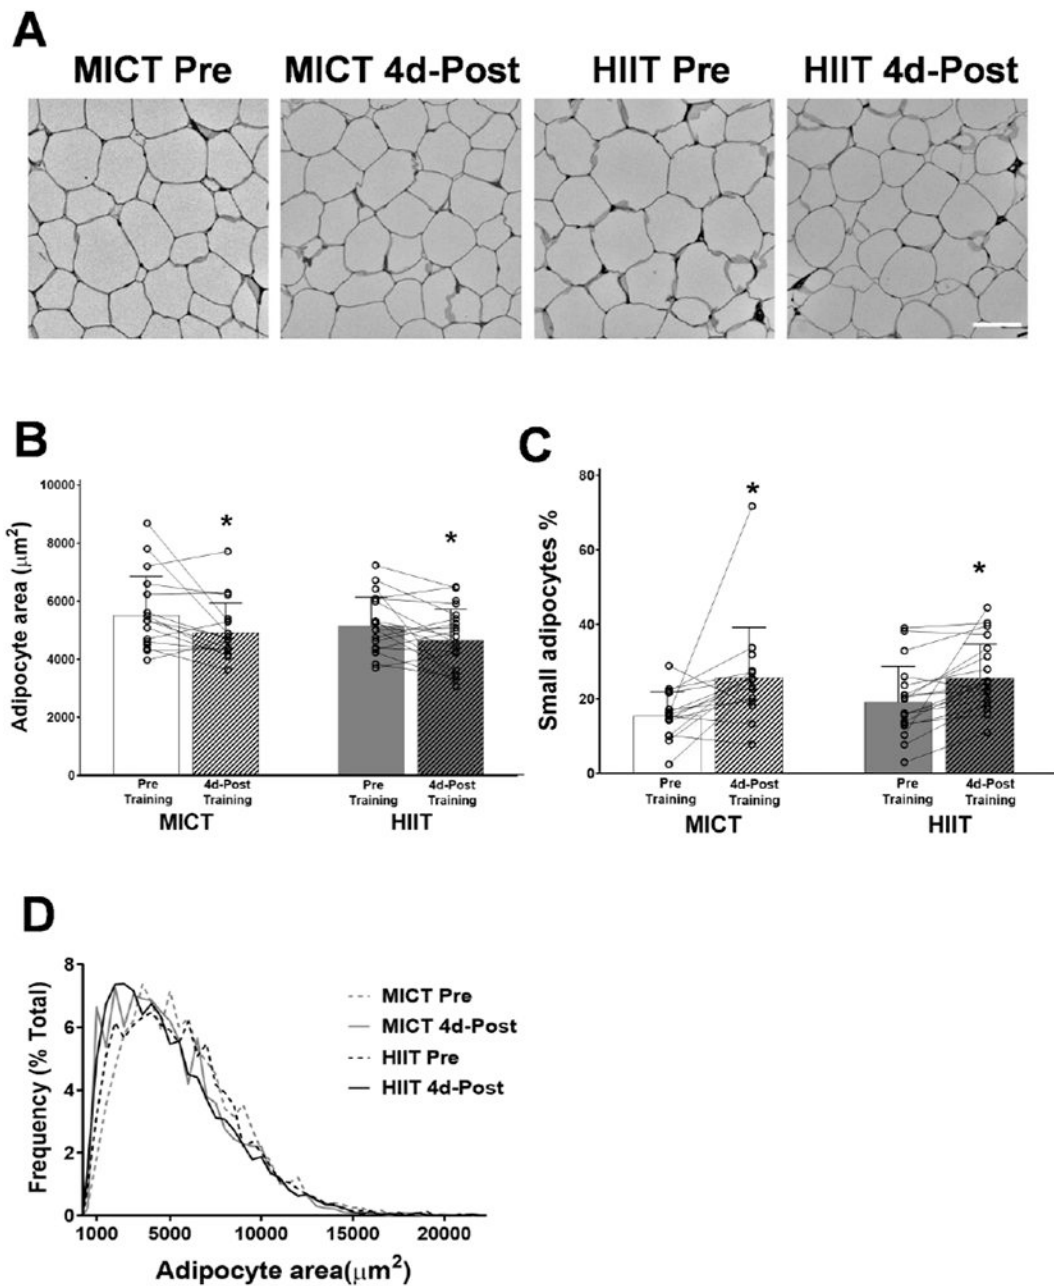 A
MICT Pre MICT 4d-Post HIIT Pre HIIT 4d-Post
B
Adipocyte area (μm²)
10000
8000
6000
4000
2000
0
* *
Pre Training 4d-Post Training Pre Training 4d-Post Training
MICT HIIT
C
Small adipocytes %
80
60
40
20
0
* *
Pre Training 4d-Post Training Pre Training 4d-Post Training
MICT HIIT
D
Frequency (% Total)
8
6
4
2
0
1000 5000 10000 15000 20000
Adipocyte area(μm²)
MICT Pre
MICT 4d-Post
HIIT Pre
HIIT 4d-Post